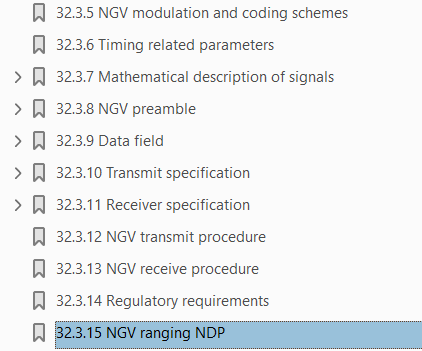 32.3.5 NGV modulation and coding schemes
32.3.6 Timing related parameters
32.3.7 Mathematical description of signals
32.3.8 NGV preamble
32.3.9 Data field
32.3.10 Transmit specification
32.3.11 Receiver specification
32.3.12 NGV transmit procedure
32.3.13 NGV receive procedure
32.3.14 Regulatory requirements
32.3.15 NGV ranging NDP